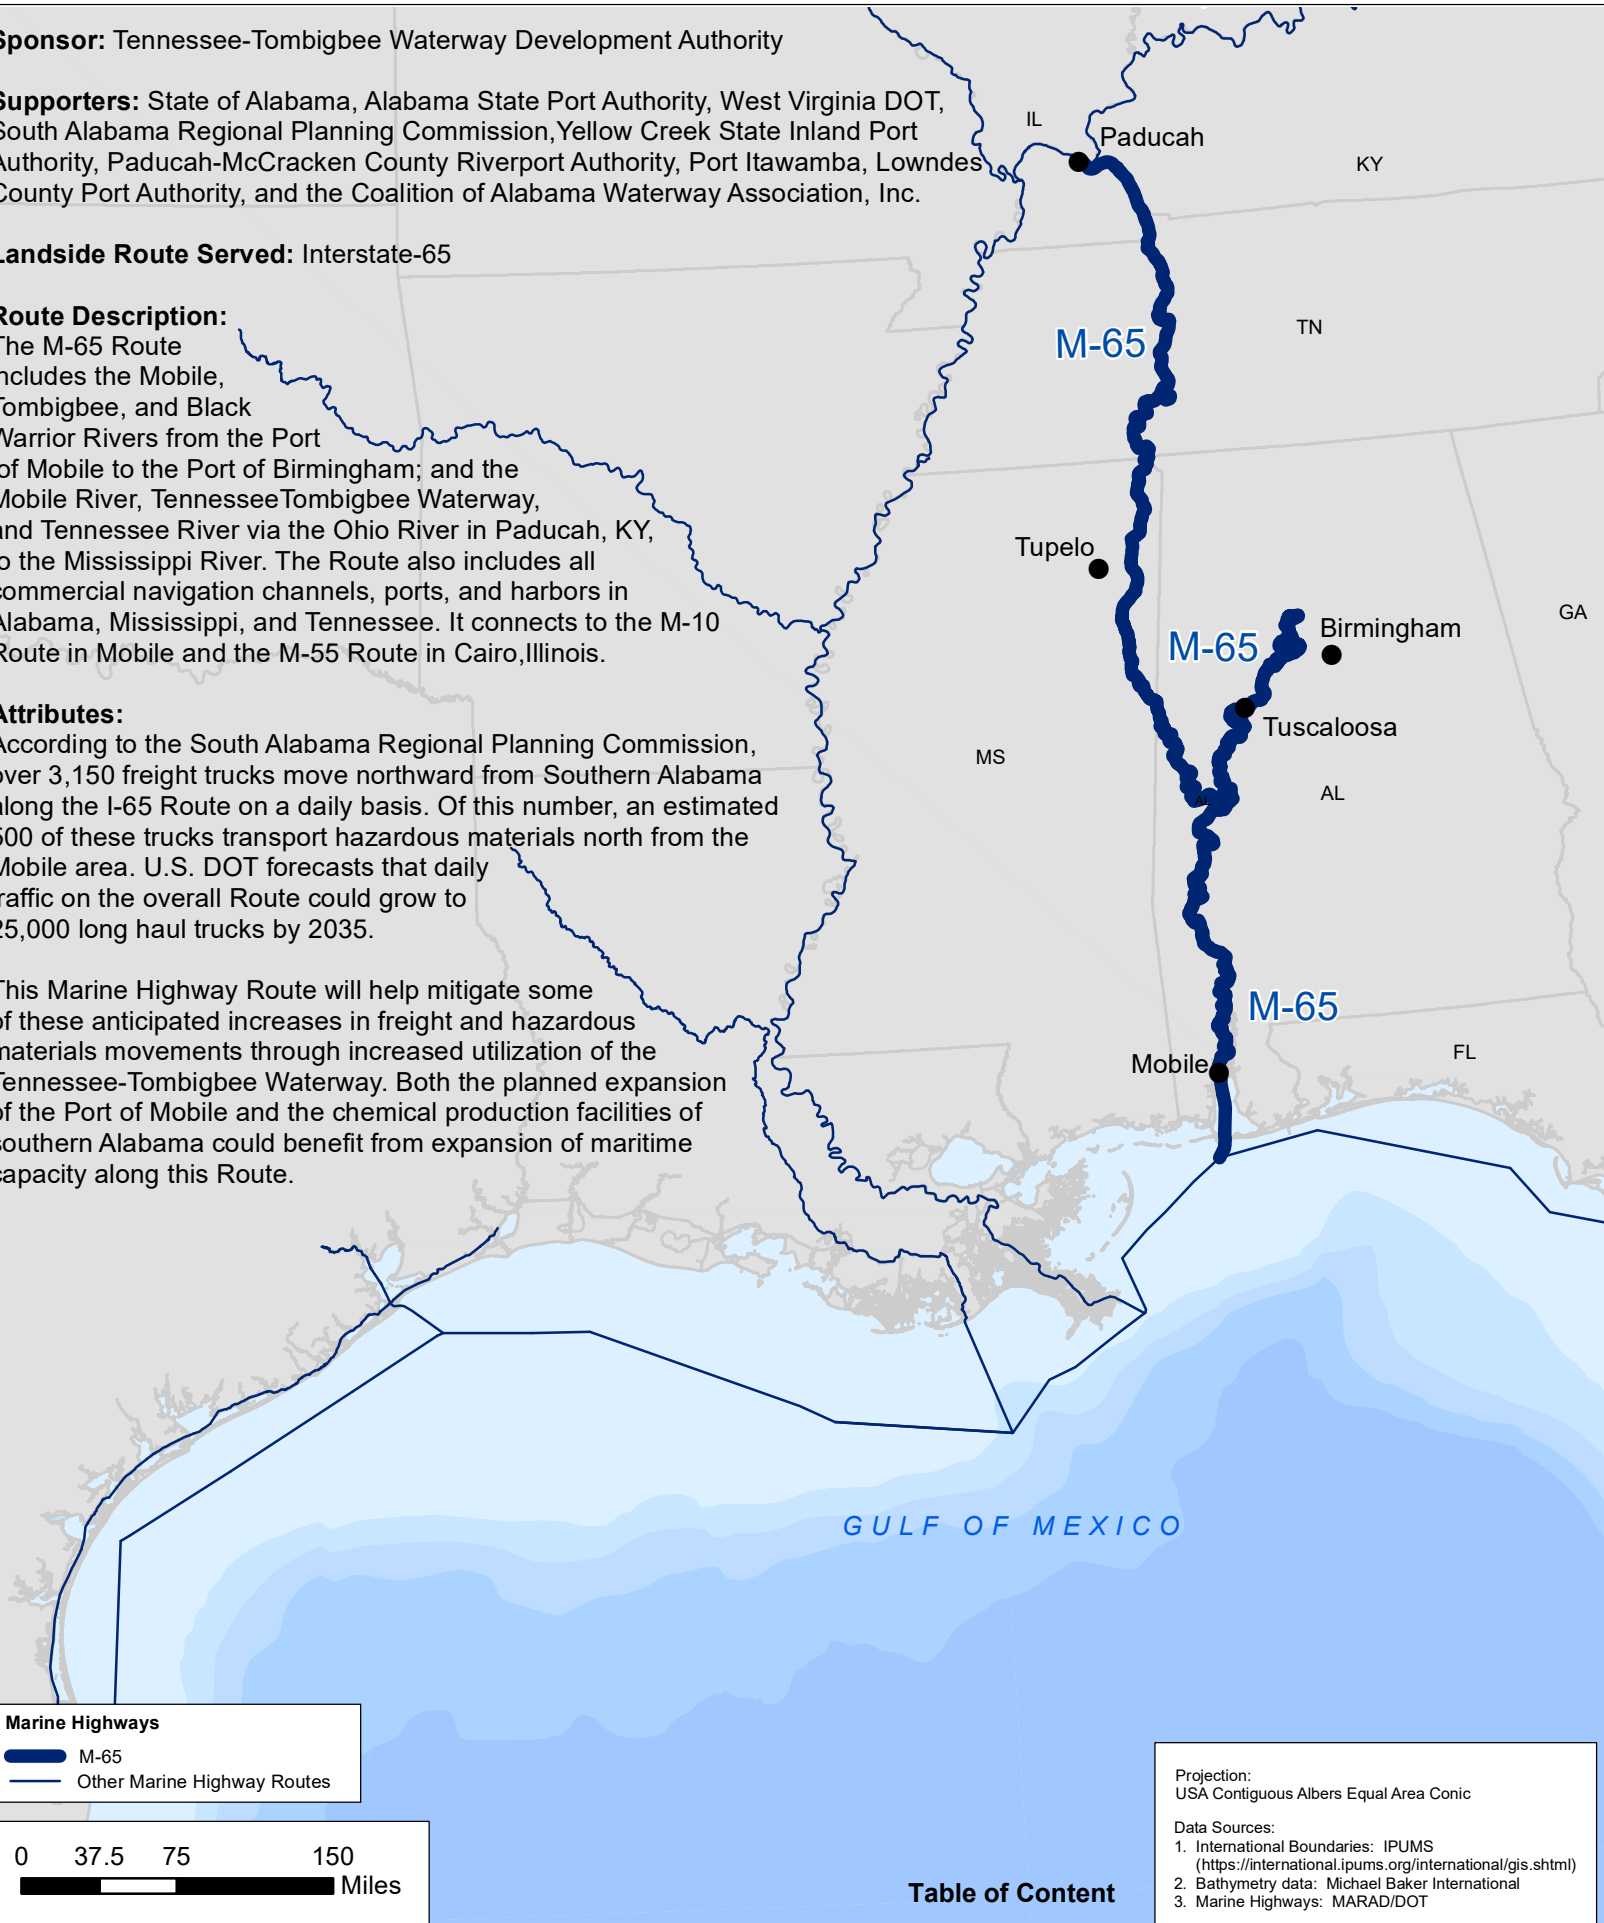 Sponsor: Tennessee-Tombigbee Waterway Development Authority
Supporters: State of Alabama, Alabama State Port Authority, West Virginia DOT,
South Alabama Regional Planning Commission,Yellow Creek State Inland Port
Authority, Paducah-McCracken County Riverport Authority, Port Itawamba, Lowndes
County Port Authority, and the Coalition of Alabama Waterway Association, Inc.
Landside Route Served: Interstate-65
Route Description:
The M-65 Route
includes the Mobile,
Tombigbee, and Black
Warrior Rivers from the Port
of Mobile to the Port of Birmingham; and the
Mobile River, TennesseeTombigbee Waterway,
and Tennessee River via the Ohio River in Paducah, KY,
to the Mississippi River. The Route also includes all
commercial navigation channels, ports, and harbors in
Alabama, Mississippi, and Tennessee. It connects to the M-10
Route in Mobile and the M-55 Route in Cairo,Illinois.
Attributes:
According to the South Alabama Regional Planning Commission,
over 3,150 freight trucks move northward from Southern Alabama
along the I-65 Route on a daily basis. Of this number, an estimated
500 of these trucks transport hazardous materials north from the
Mobile area. U.S. DOT forecasts that daily
traffic on the overall Route could grow to
25,000 long haul trucks by 2035.
This Marine Highway Route will help mitigate some
of these anticipated increases in freight and hazardous
materials movements through increased utilization of the
Tennessee-Tombigbee Waterway. Both the planned expansion
of the Port of Mobile and the chemical production facilities of
southern Alabama could benefit from expansion of maritime
capacity along this Route.
IL
Paducah
KY
M-65
TN
Tupelo
M-65
Birmingham
GA
Tuscaloosa
MS
AL
AL
M-65
Mobile
FL
GULF OF MEXICO
Marine Highways
M-65
Other Marine Highway Routes
0 37.5 75 150
Miles
Table of Content
Projection:
USA Contiguous Albers Equal Area Conic
Data Sources:
1. International Boundaries: IPUMS
(https://international.ipums.org/international/gis.shtml)
2. Bathymetry data: Michael Baker International
3. Marine Highways: MARAD/DOT